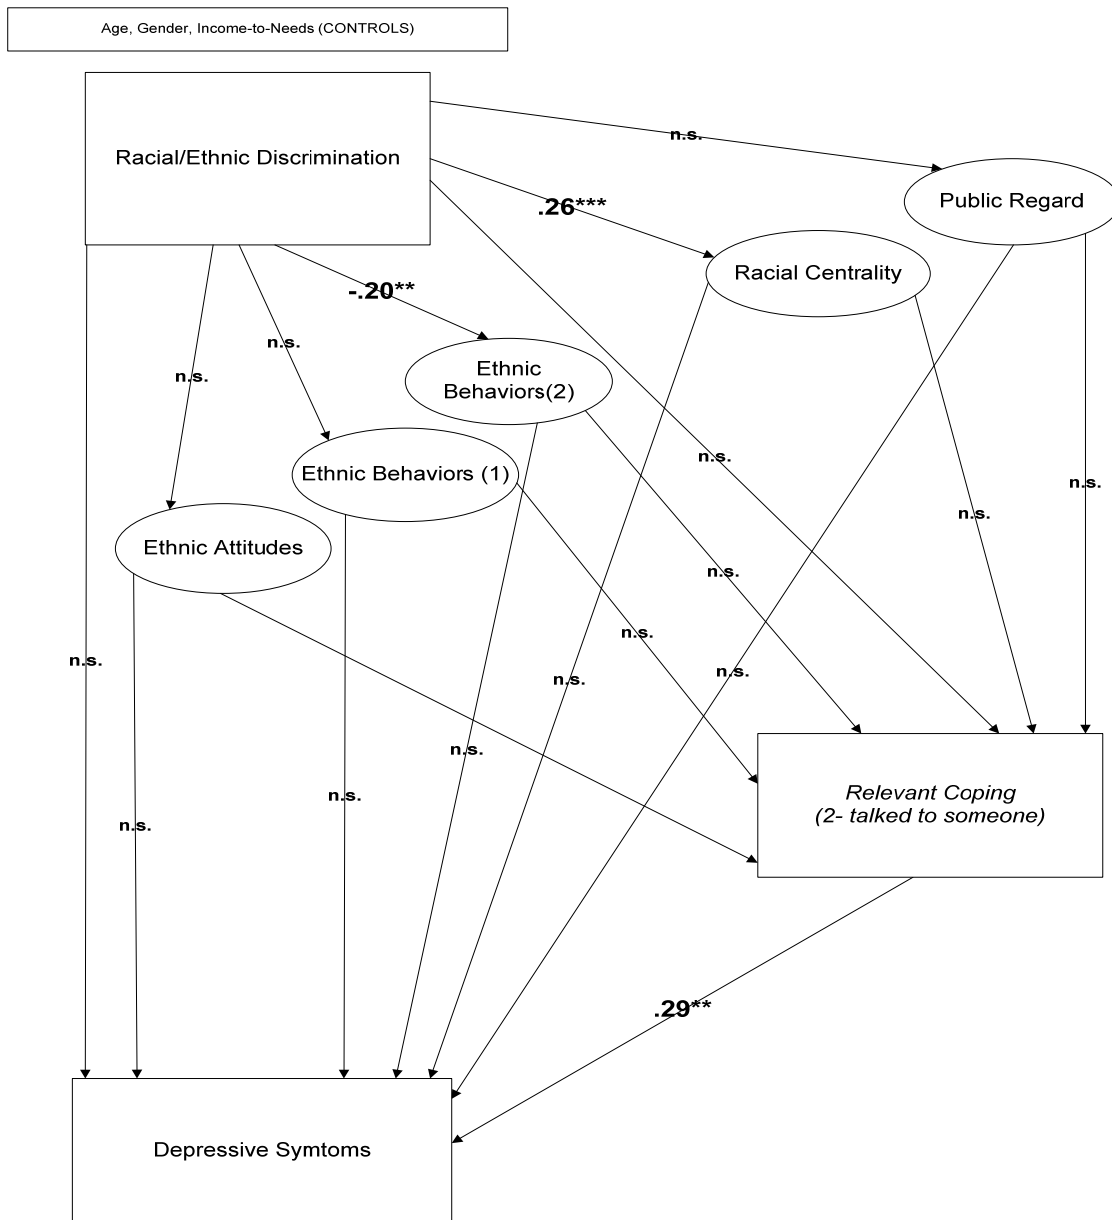 Age, Gender, Income-to-Needs (CONTROLS)
Racial/Ethnic Discrimination
n.s.
Public Regard
.26***
Racial Centrality
-.20**
n.s.
Ethnic
Behaviors(2)
n.s.
n.s.
Ethnic Behaviors (1)
n.s.
n.s.
Ethnic Attitudes
n.s.
n.s.
n.s.
n.s.
n.s.
n.s.
n.s.
Relevant Coping
(2- talked to someone)
n.s.
n.s.
.29**
Depressive Symtoms